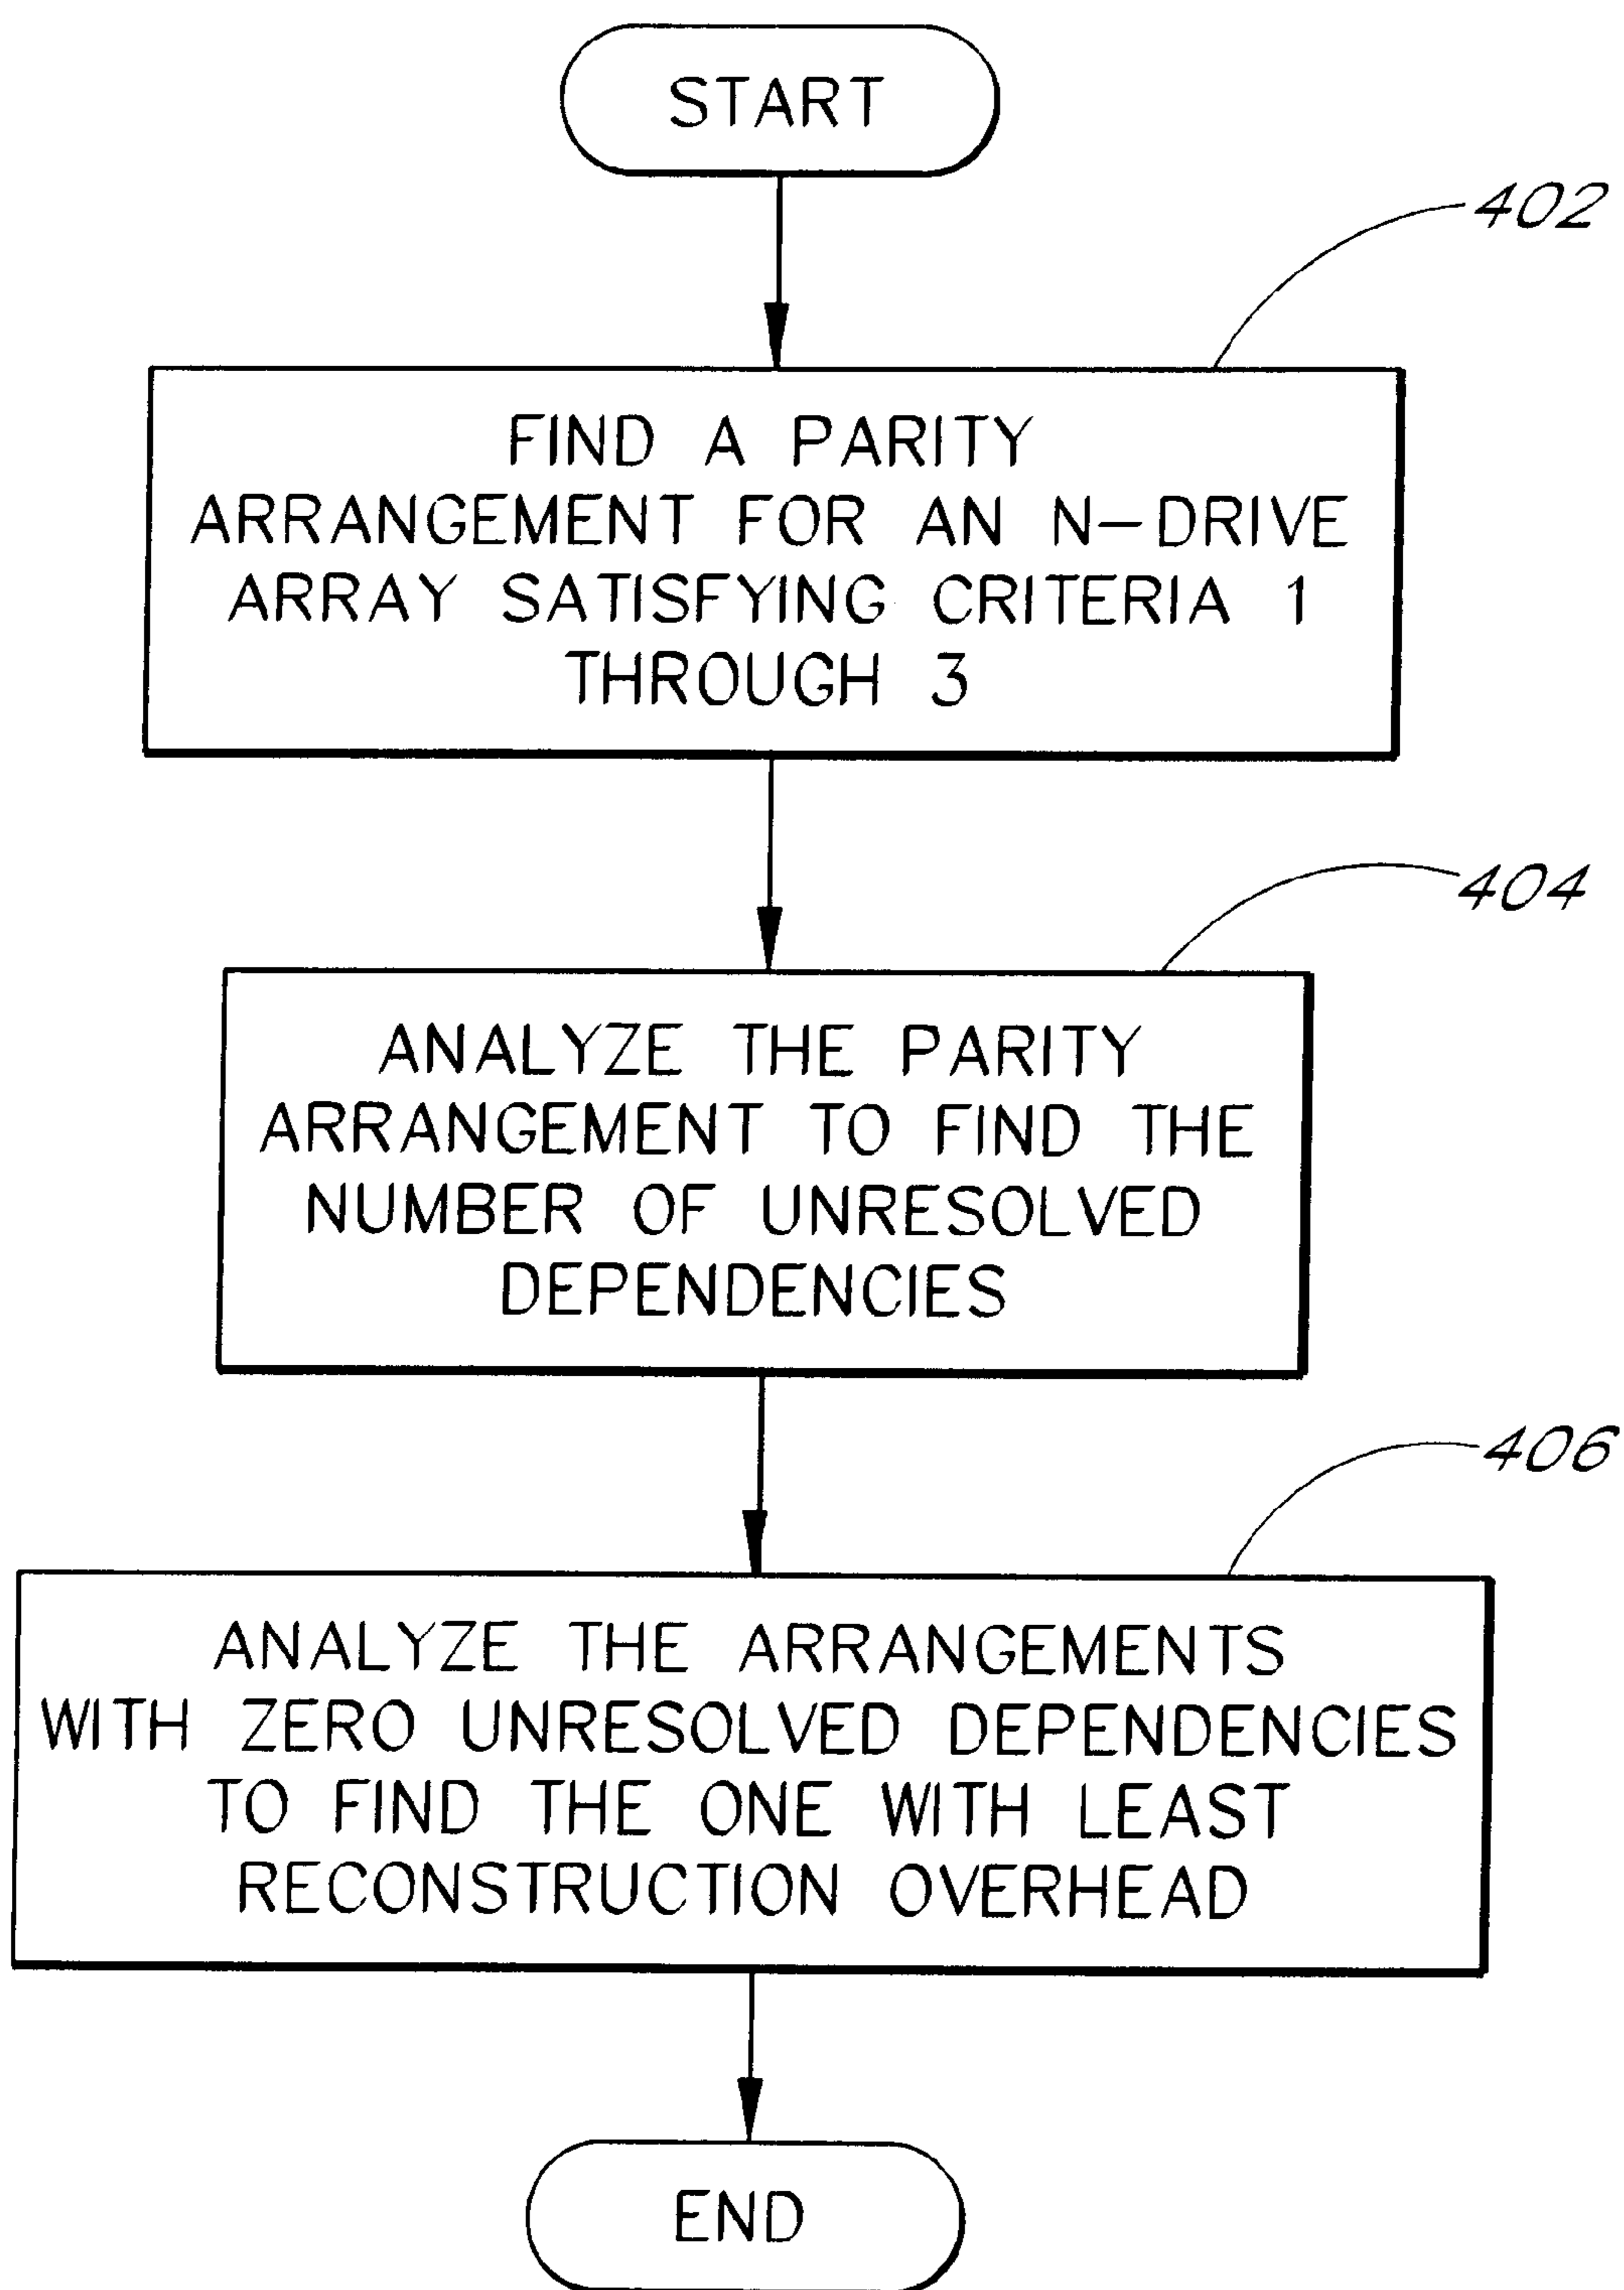 START
402
FIND A PARITY
ARRANGEMENT FOR AN N-DRIVE
ARRAY SATISFYING CRITERIA 1
THROUGH 3
404
ANALYZE THE PARITY
ARRANGEMENT TO FIND THE
NUMBER OF UNRESOLVED
DEPENDENCIES
406
ANALYZE THE ARRANGEMENTS
WITH ZERO UNRESOLVED DEPENDENCIES
TO FIND THE ONE WITH LEAST
RECONSTRUCTION OVERHEAD
END